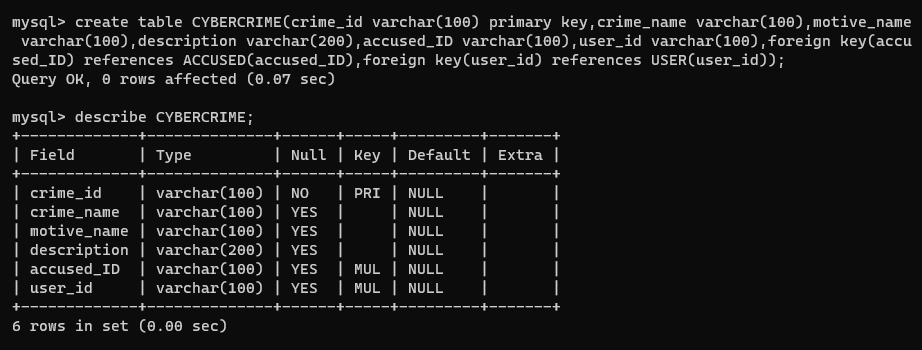 mysql> create table CYBERCRIME(crime_id varchar(100) primary key,crime_name varchar(100),motive_name
 varchar(100),description varchar(200),accused_ID varchar(100),user_id varchar(100),foreign key(accu
sed_ID) references ACCUSED(accused_ID),foreign key(user_id) references USER(user_id));
Query OK, 0 rows affected (0.07 sec)

mysql> describe CYBERCRIME;
+-------------+--------------+------+-----+---------+-------+
| Field       | Type         | Null | Key | Default | Extra |
+-------------+--------------+------+-----+---------+-------+
| crime_id    | varchar(100) | NO   | PRI | NULL    |       |
| crime_name  | varchar(100) | YES  |     | NULL    |       |
| motive_name | varchar(100) | YES  |     | NULL    |       |
| description | varchar(200) | YES  |     | NULL    |       |
| accused_ID  | varchar(100) | YES  | MUL | NULL    |       |
| user_id     | varchar(100) | YES  | MUL | NULL    |       |
+-------------+--------------+------+-----+---------+-------+
6 rows in set (0.00 sec)